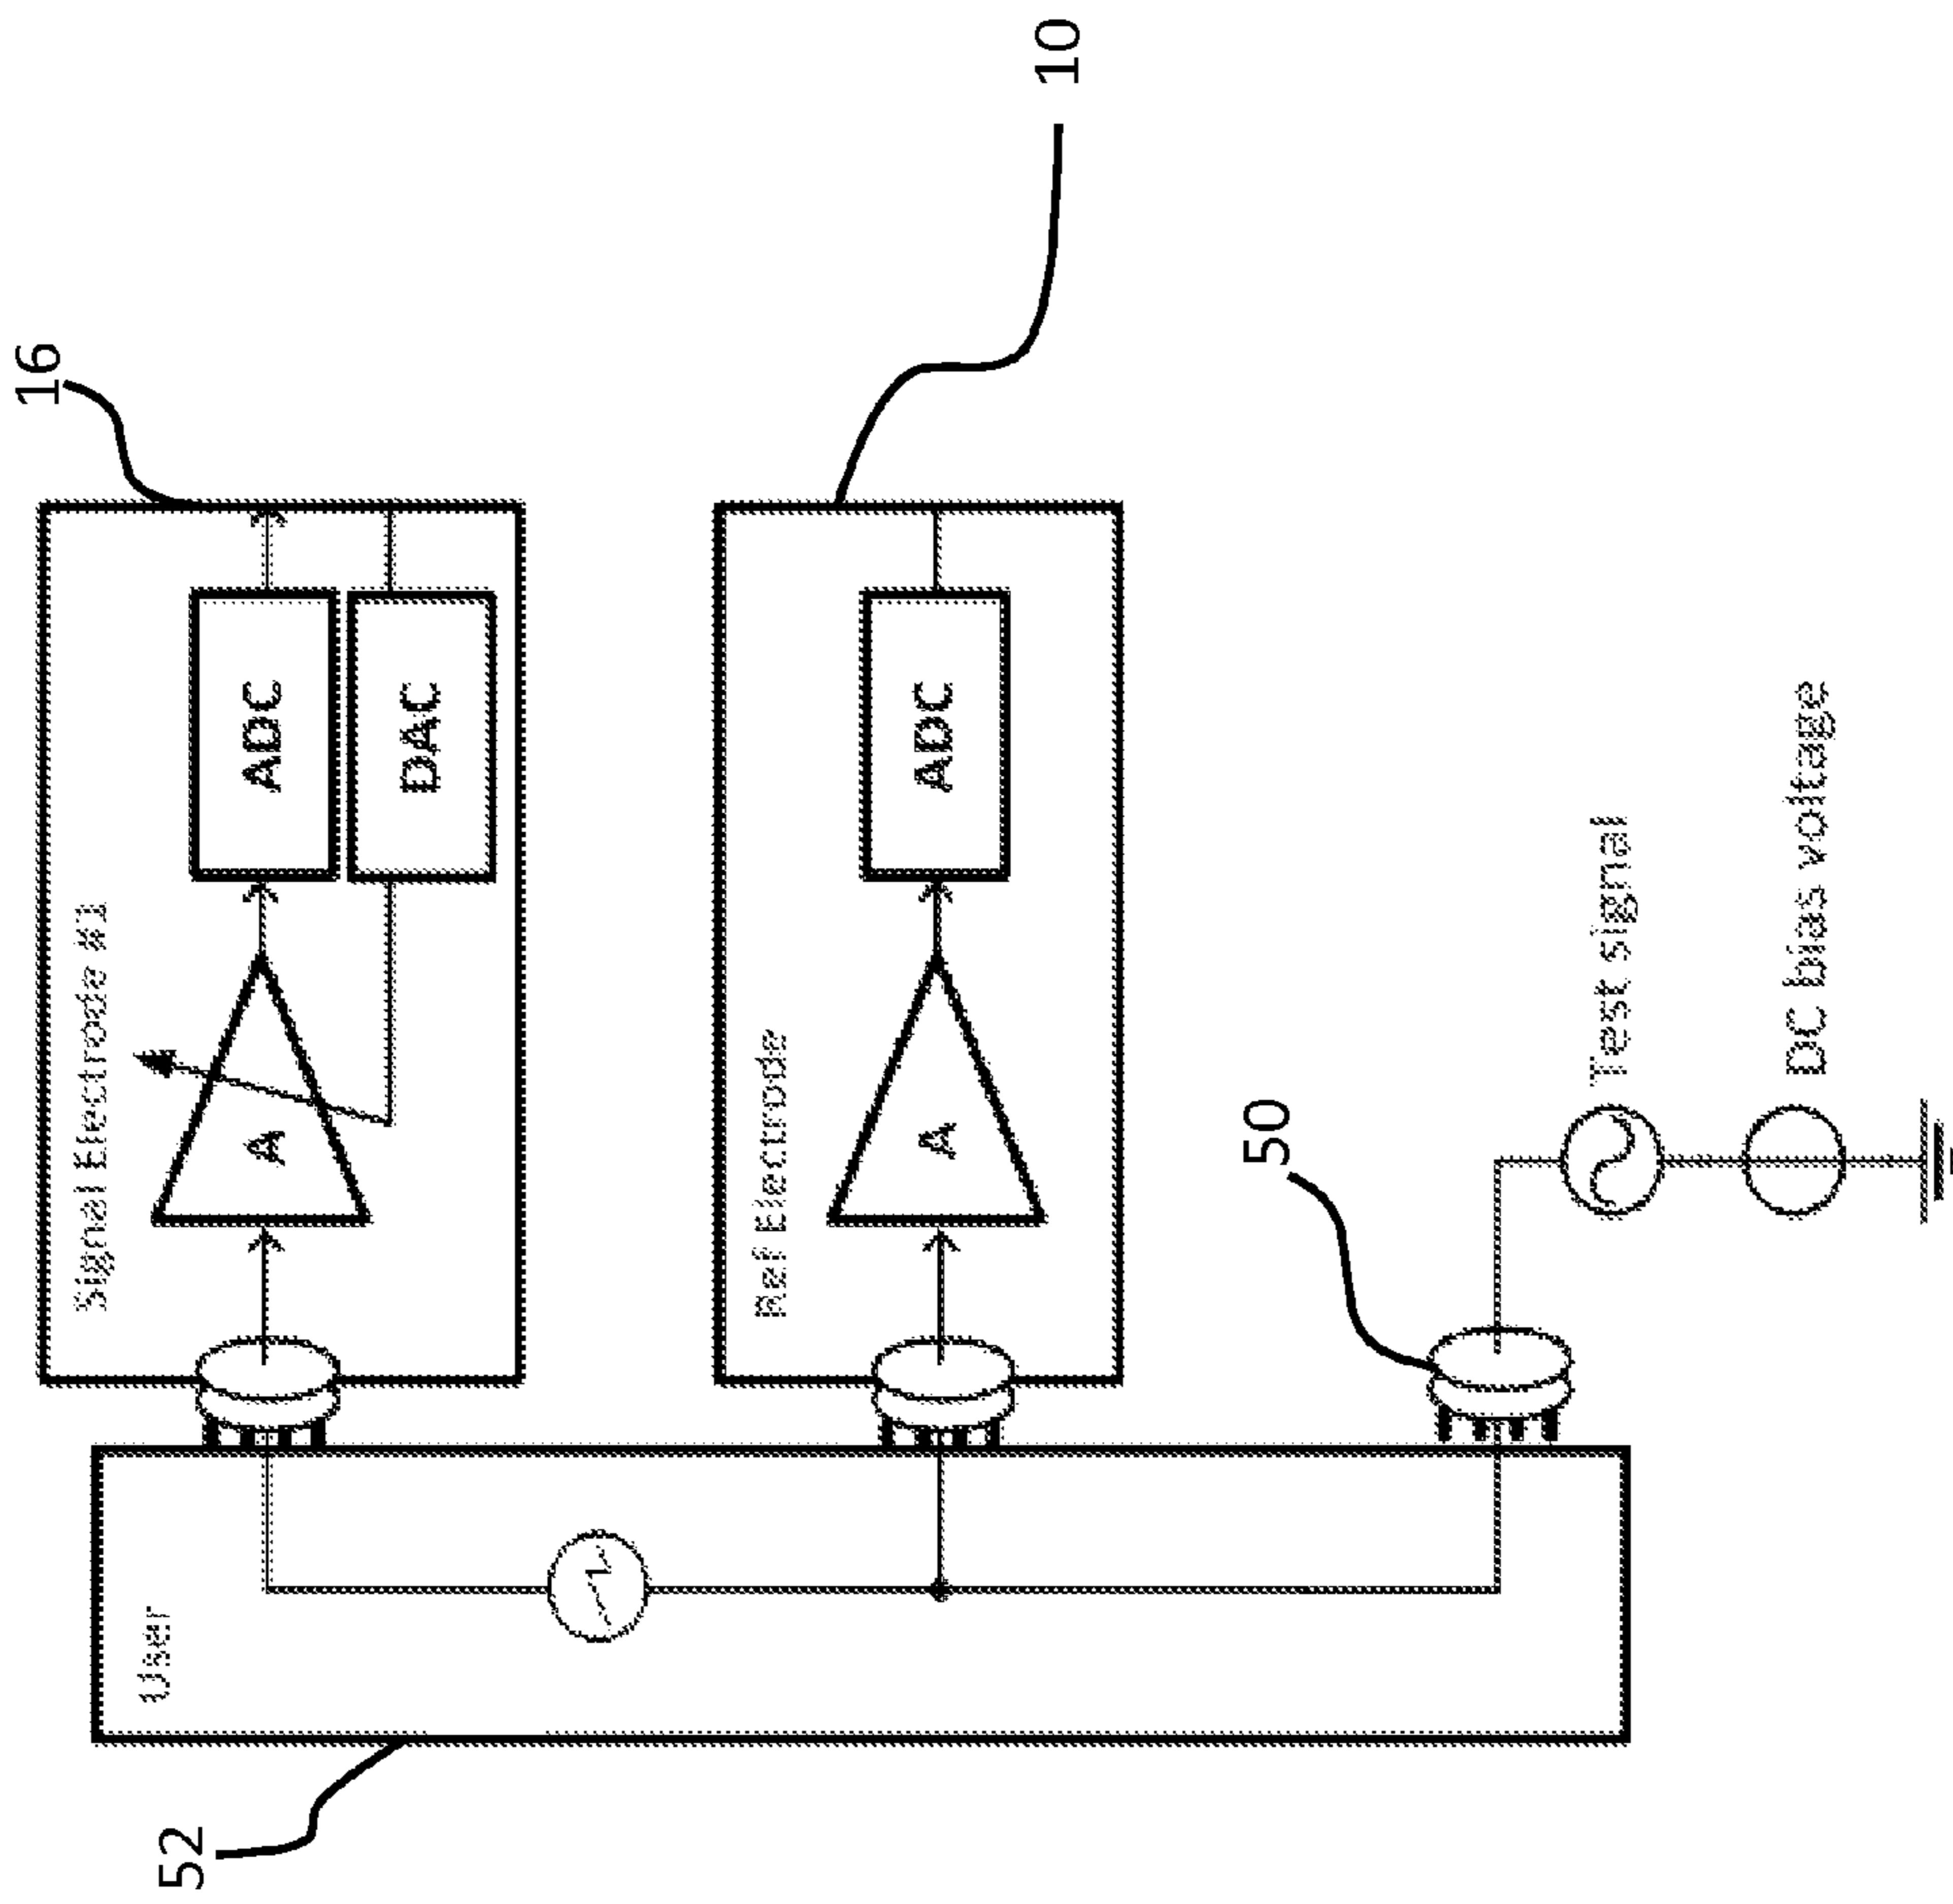 52
User
Signal Electrode #1
A
ADC
DAC
16
Ref Electrode
A
ADC
10
50
Test signal
DC bias voltage